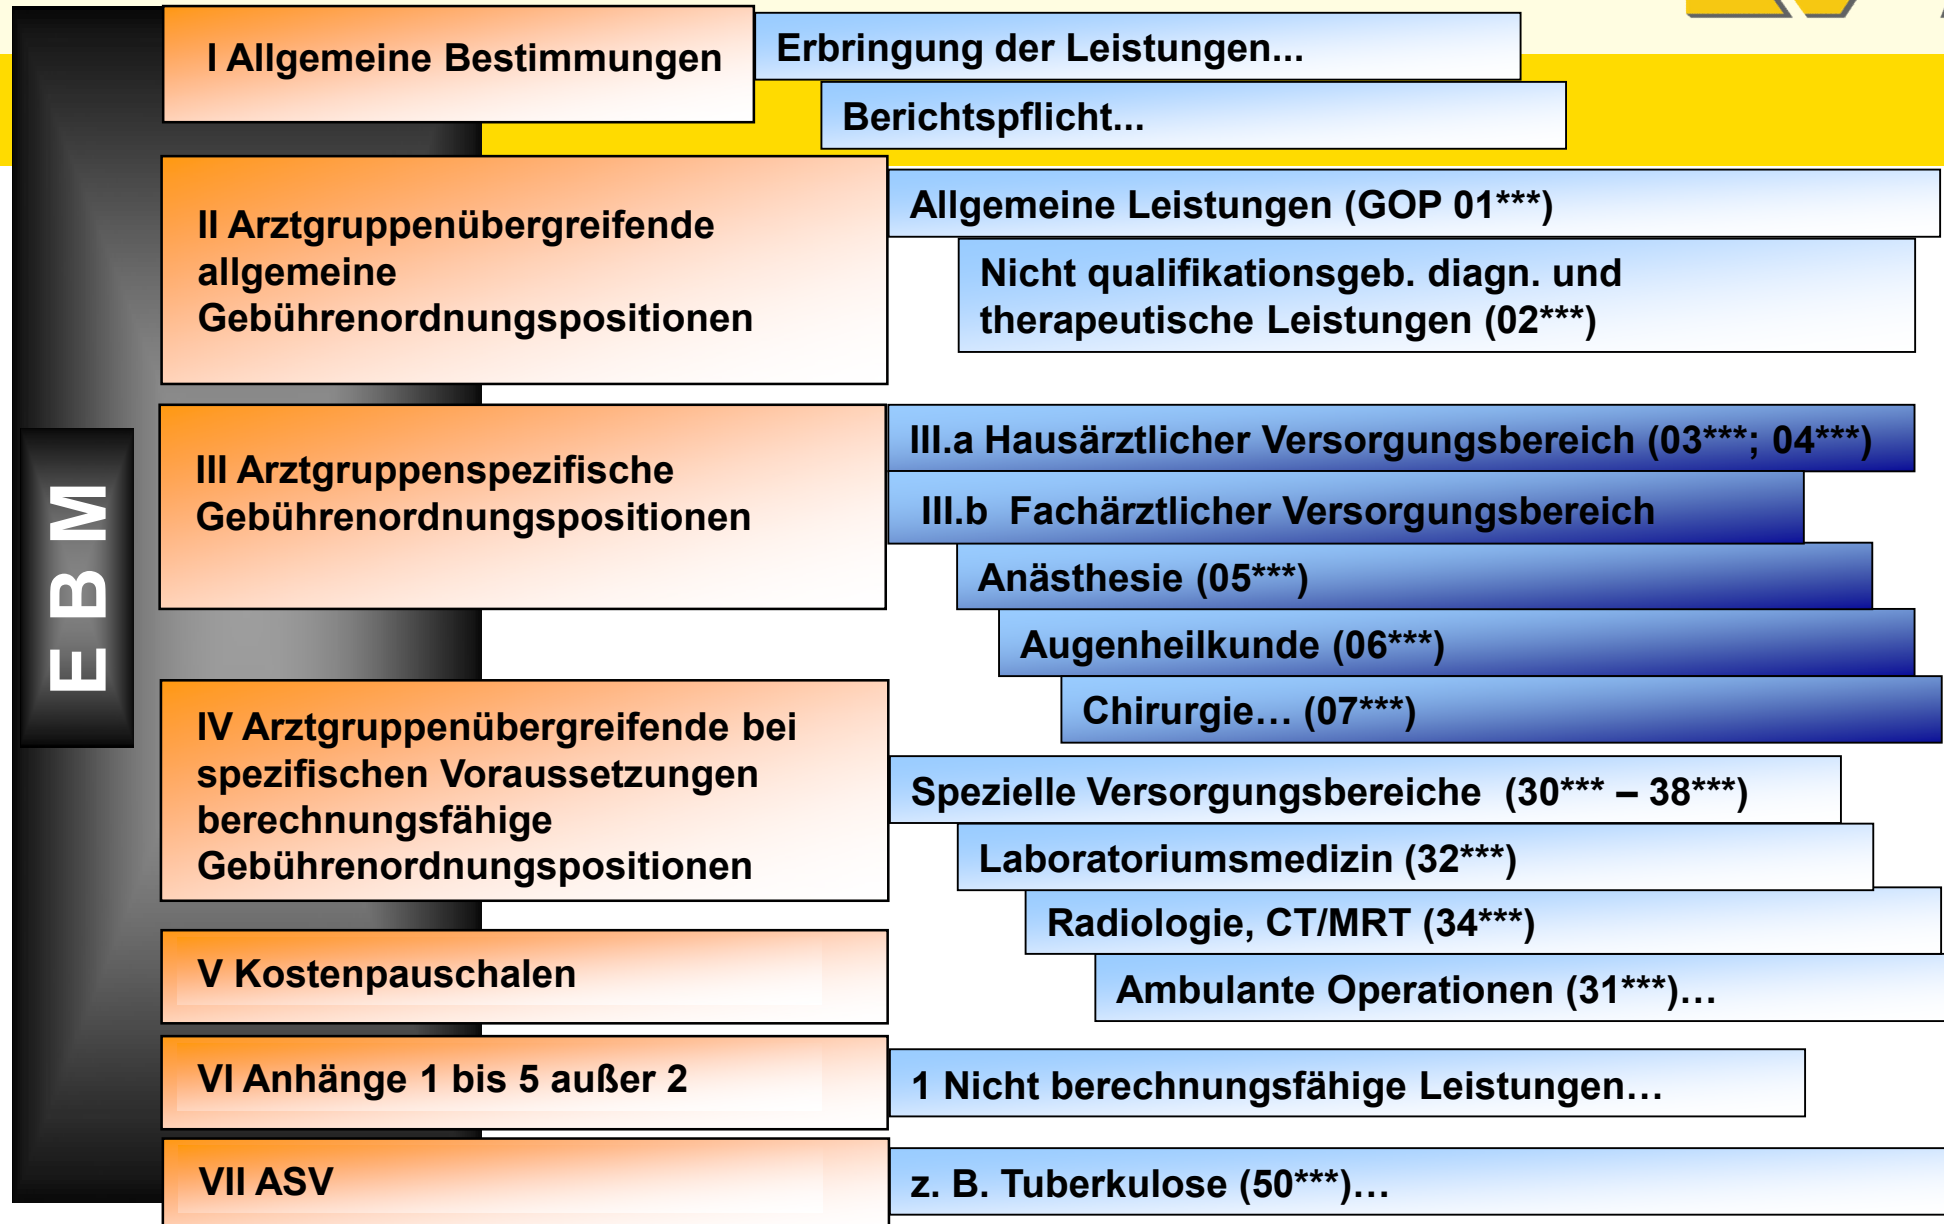 E B M
I Allgemeine Bestimmungen
Erbringung der Leistungen...
Berichtspflicht...
II Arztgruppenübergreifende
allgemeine
Gebührenordnungspositionen
Allgemeine Leistungen (GOP 01***)
Nicht qualifikationsgeb. diagn. und
therapeutische Leistungen (02***)
III Arztgruppenspezifische
Gebührenordnungspositionen
III.a Hausärztlicher Versorgungsbereich (03***; 04***)
III.b Fachärztlicher Versorgungsbereich
Anästhesie (05***)
Augenheilkunde (06***)
Chirurgie… (07***)
IV Arztgruppenübergreifende bei
spezifischen Voraussetzungen
berechnungsfähige
Gebührenordnungspositionen
Spezielle Versorgungsbereiche (30*** – 38***)
Laboratoriumsmedizin (32***)
Radiologie, CT/MRT (34***)
Ambulante Operationen (31***)…
V Kostenpauschalen
VI Anhänge 1 bis 5 außer 2
1 Nicht berechnungsfähige Leistungen…
VII ASV
z. B. Tuberkulose (50***)…